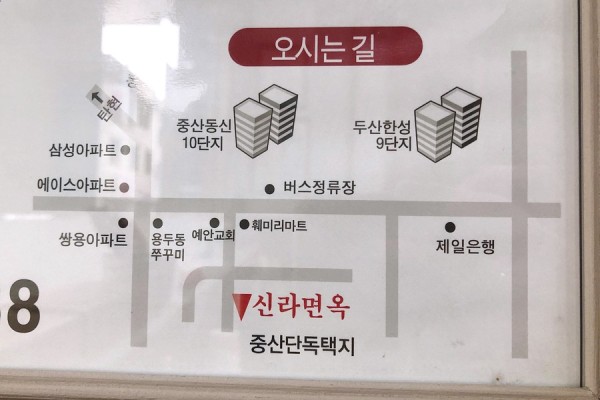 오시는 길
탄현
중산동신
10단지
두산한성
9단지
삼성아파트
에이스아파트
버스정류장
쌍용아파트
용두동
쭈꾸미
예안교회
훼미리마트
제일은행
8
신라면옥
중산단독택지